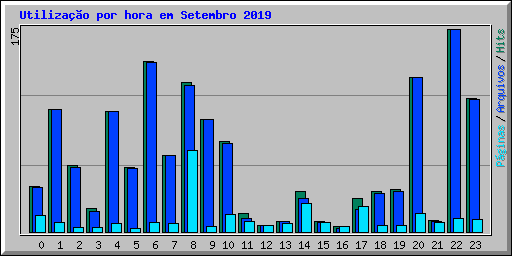 Utilização por hora em Setembro 2019
175
Páginas / Arquivos / Hits
0 1 2 3 4 5 6 7 8 9 10 11 12 13 14 15 16 17 18 19 20 21 22 23